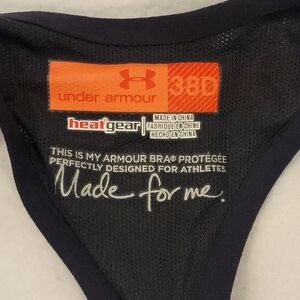 under armour
38D
heatgear
MADE IN CHINA
FABRIQUÉ EN CHINE
HECHO EN CHINA
THIS IS MY ARMOUR BRA® PROTÉGÉE
PERFECTLY DESIGNED FOR ATHLETES.
Made for me.